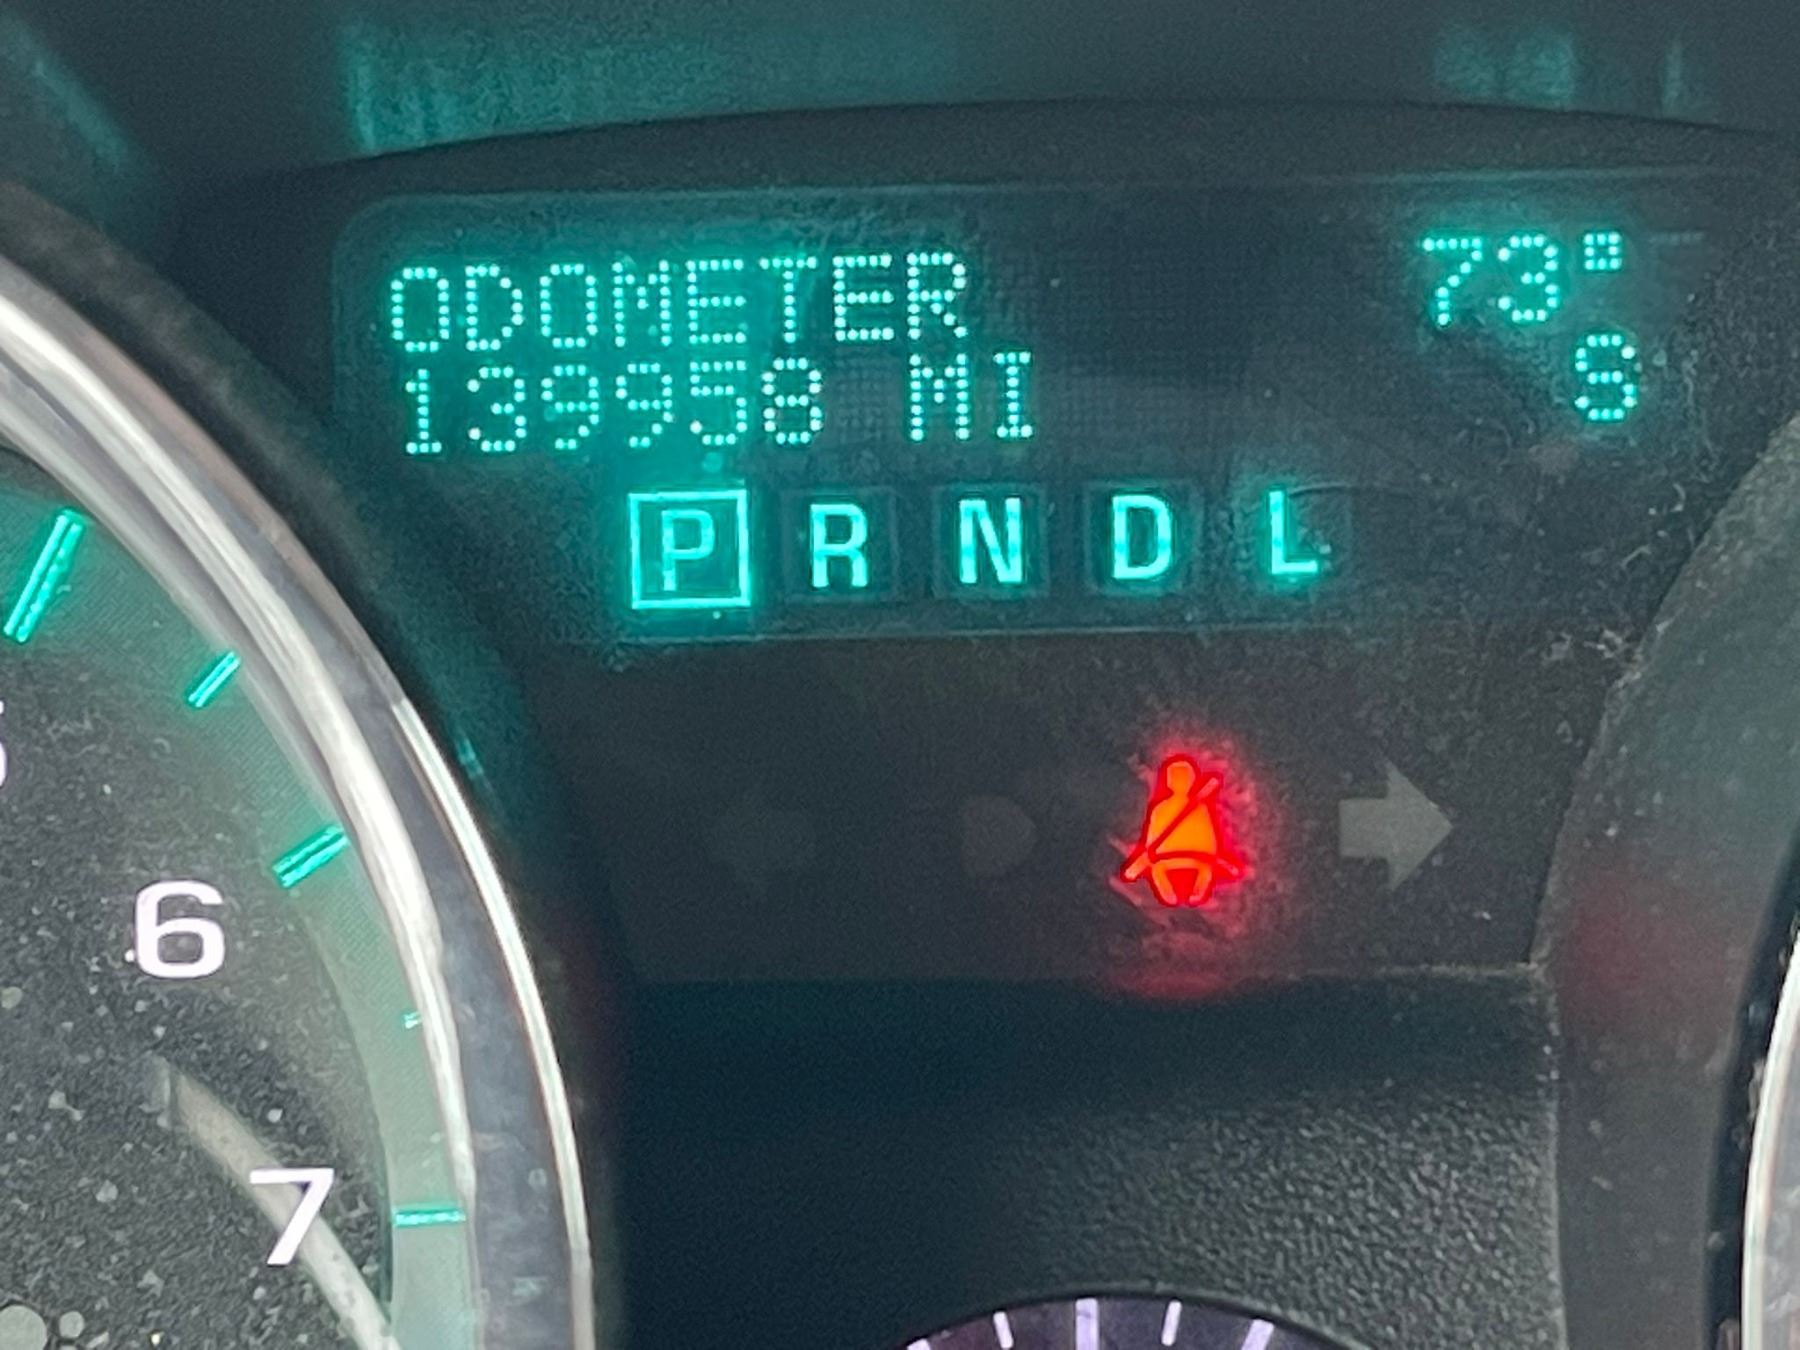 ODOMETER 73°
139958 MI S
P R N D L
6
7